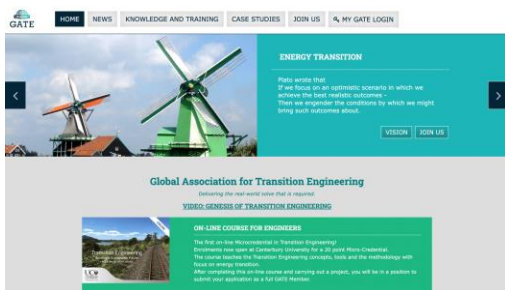 GATE
HOME
NEWS
KNOWLEDGE AND TRAINING
CASE STUDIES
JOIN US
MY GATE LOGIN
ENERGY TRANSITION
Plato wrote that
If we focus on an optimistic scenario in which we
achieve the best realistic outcomes -
Then we engender the conditions by which we might
bring such outcomes about.
VISION
JOIN US
Global Association for Transition Engineering
Delivering the real-world solve that is required
VIDEO: GENESIS OF TRANSITION ENGINEERING
ON-LINE COURSE FOR ENGINEERS
The first on-line Microcredential in Transition Engineering!
Enrolments now open at Canterbury University for a 20 point Micro-Credential.
The course teaches the Transition Engineering concepts, tools and the methodology with
focus on energy transition.
After completing this on-line course and carrying out a project, you will be in a position to
submit your application as a full GATE Member.
Transition Engineering
UC